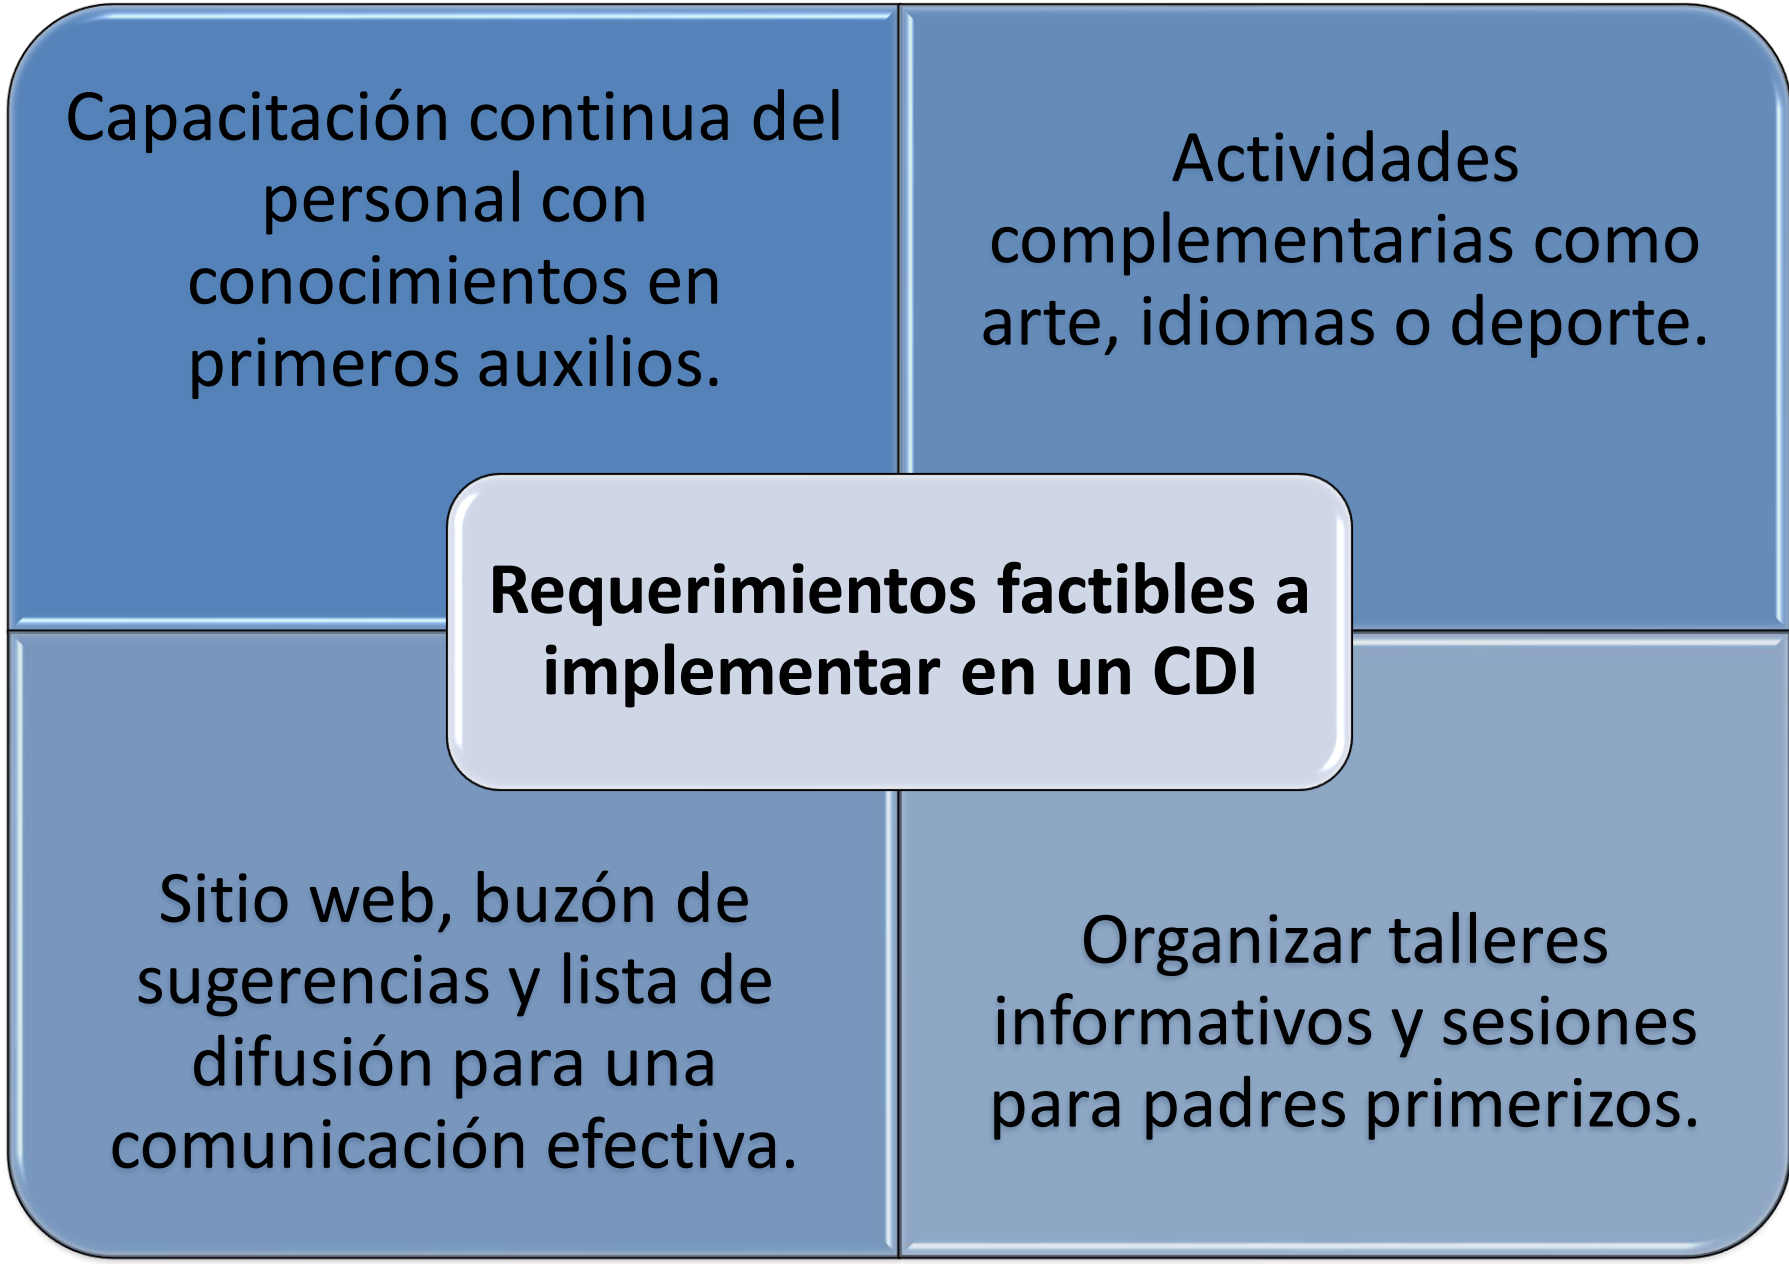 Capacitación continua del
personal con
conocimientos en
primeros auxilios.
Actividades
complementarias como
arte, idiomas o deporte.
Requerimientos factibles a
implementar en un CDI
Sitio web, buzón de
sugerencias y lista de
difusión para una
comunicación efectiva.
Organizar talleres
informativos y sesiones
para padres primerizos.